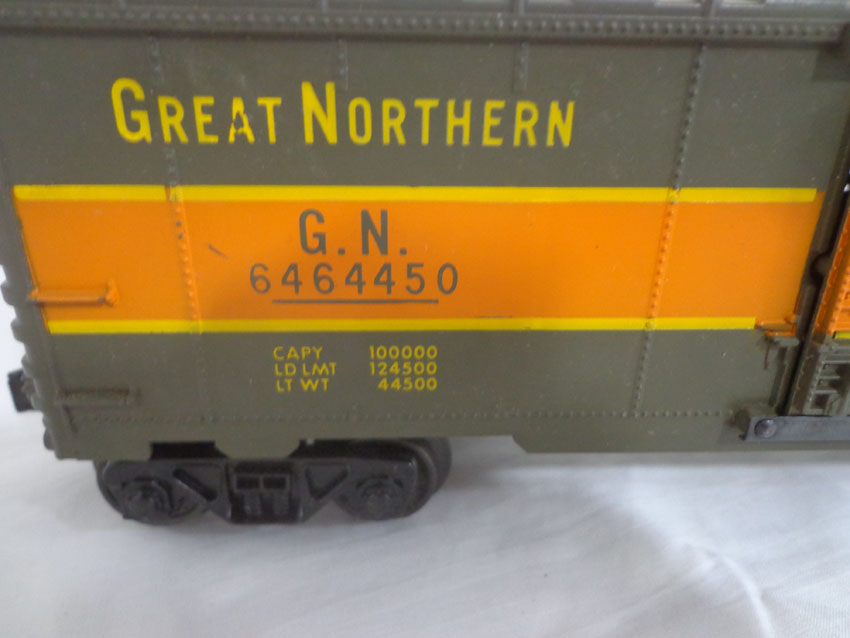 GREAT NORTHERN
G.N.
6464450
CAPY 100000
LD LMT 124500
LT WT 44500